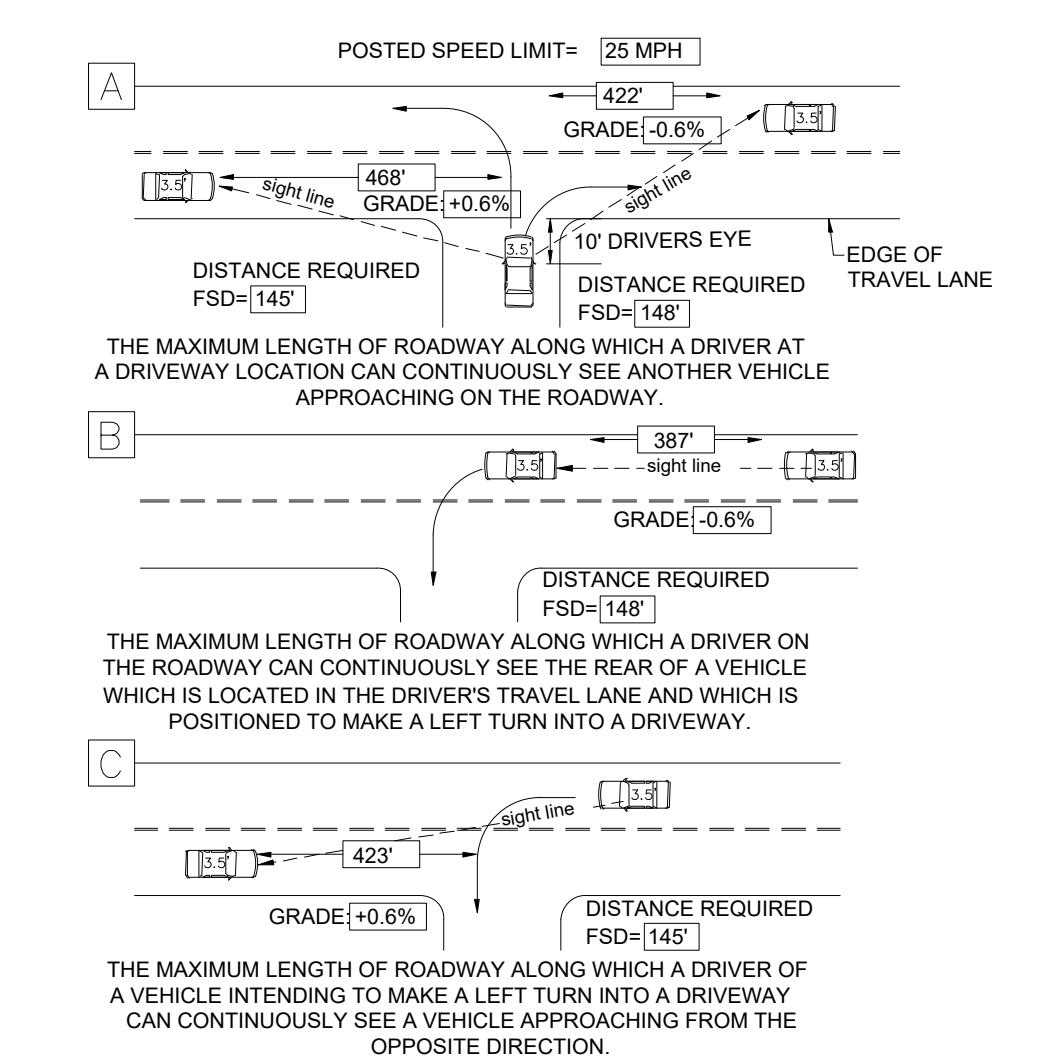 POSTED SPEED LIMIT= 25 MPH
A
422'
GRADE: -0.6%
3.5'
3.5'
468'
sight line
GRADE: +0.6%
sight line
3.5'
10' DRIVERS EYE
EDGE OF
TRAVEL LANE
DISTANCE REQUIRED
FSD= 145'
DISTANCE REQUIRED
FSD= 148'
THE MAXIMUM LENGTH OF ROADWAY ALONG WHICH A DRIVER AT
A DRIVEWAY LOCATION CAN CONTINUOUSLY SEE ANOTHER VEHICLE
APPROACHING ON THE ROADWAY.
B
387'
3.5'
sight line
3.5'
GRADE: -0.6%
DISTANCE REQUIRED
FSD= 148'
THE MAXIMUM LENGTH OF ROADWAY ALONG WHICH A DRIVER ON
THE ROADWAY CAN CONTINUOUSLY SEE THE REAR OF A VEHICLE
WHICH IS LOCATED IN THE DRIVER'S TRAVEL LANE AND WHICH IS
POSITIONED TO MAKE A LEFT TURN INTO A DRIVEWAY.
C
3.5'
sight line
3.5'
423'
GRADE: +0.6%
DISTANCE REQUIRED
FSD= 145'
THE MAXIMUM LENGTH OF ROADWAY ALONG WHICH A DRIVER OF
A VEHICLE INTENDING TO MAKE A LEFT TURN INTO A DRIVEWAY
CAN CONTINUOUSLY SEE A VEHICLE APPROACHING FROM THE
OPPOSITE DIRECTION.